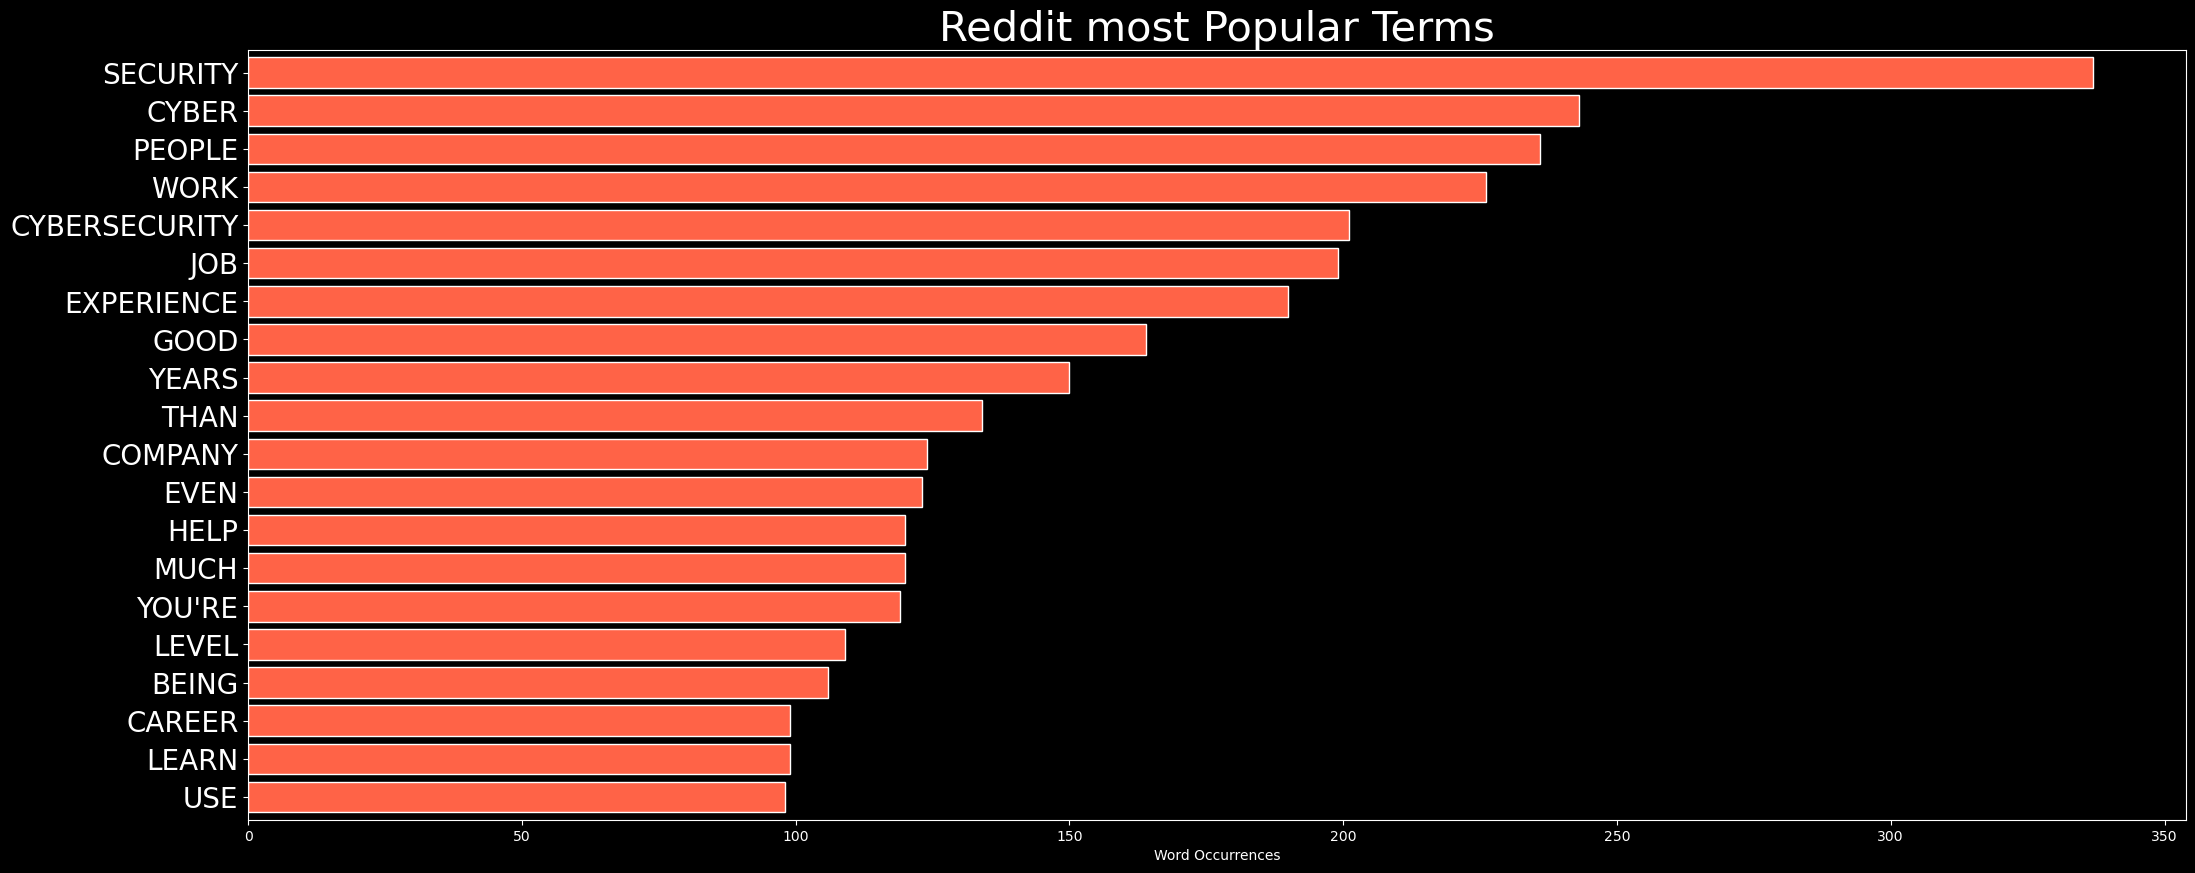 Reddit most Popular Terms
SECURITY
CYBER
PEOPLE
WORK
CYBERSECURITY
JOB
EXPERIENCE
GOOD
YEARS
THAN
COMPANY
EVEN
HELP
MUCH
YOU'RE
LEVEL
BEING
CAREER
LEARN
USE
0 50 100 150 200 250 300 350
Word Occurrences